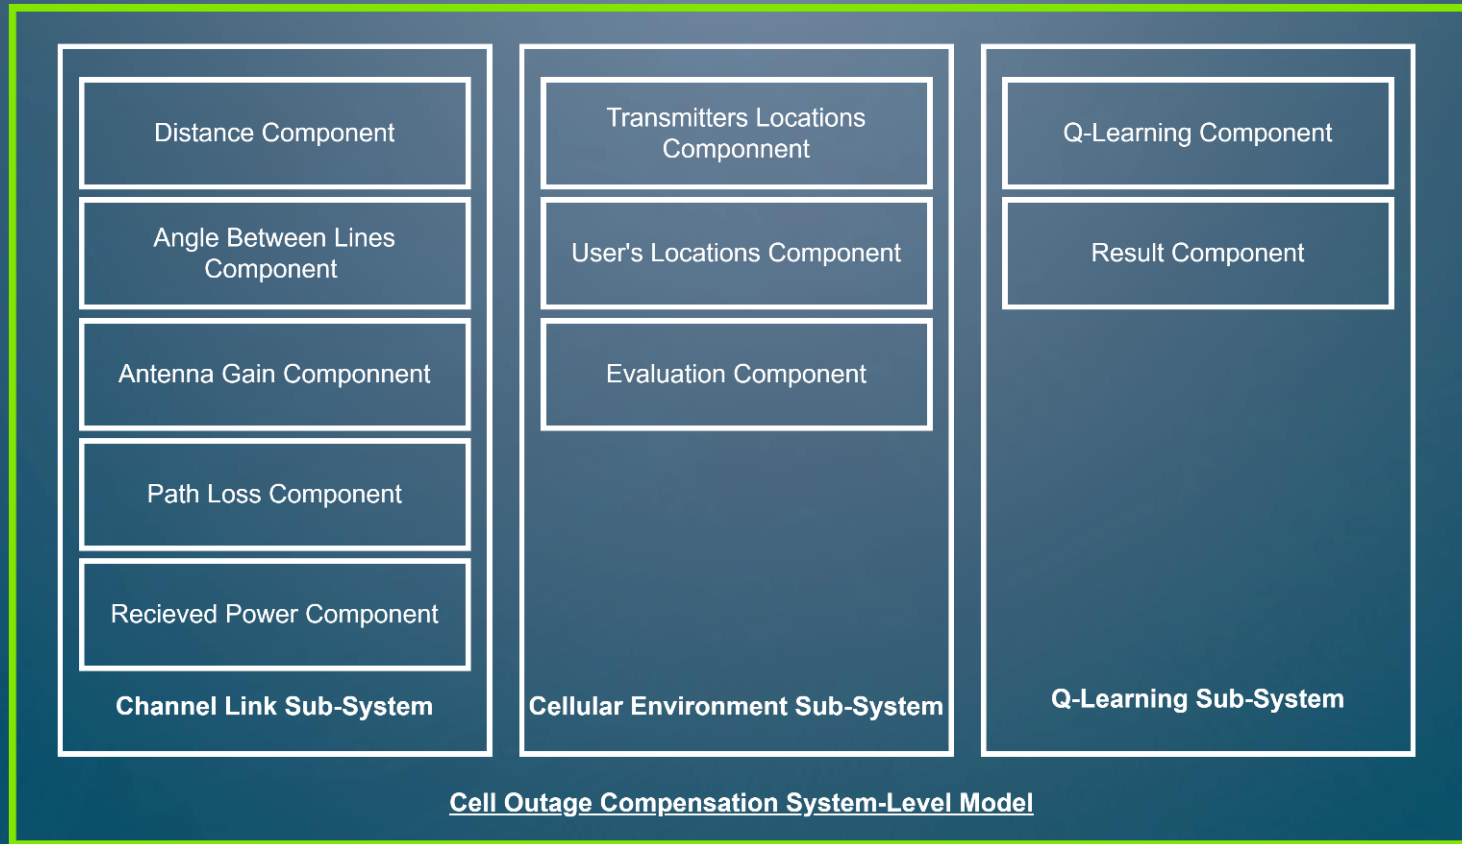 Distance Component
Angle Between Lines
Component
Antenna Gain Componnent
Path Loss Component
Recieved Power Component
Channel Link Sub-System
Transmitters Locations
Componnent
User's Locations Component
Evaluation Component
Cellular Environment Sub-System
Q-Learning Component
Result Component
Q-Learning Sub-System
Cell Outage Compensation System-Level Model